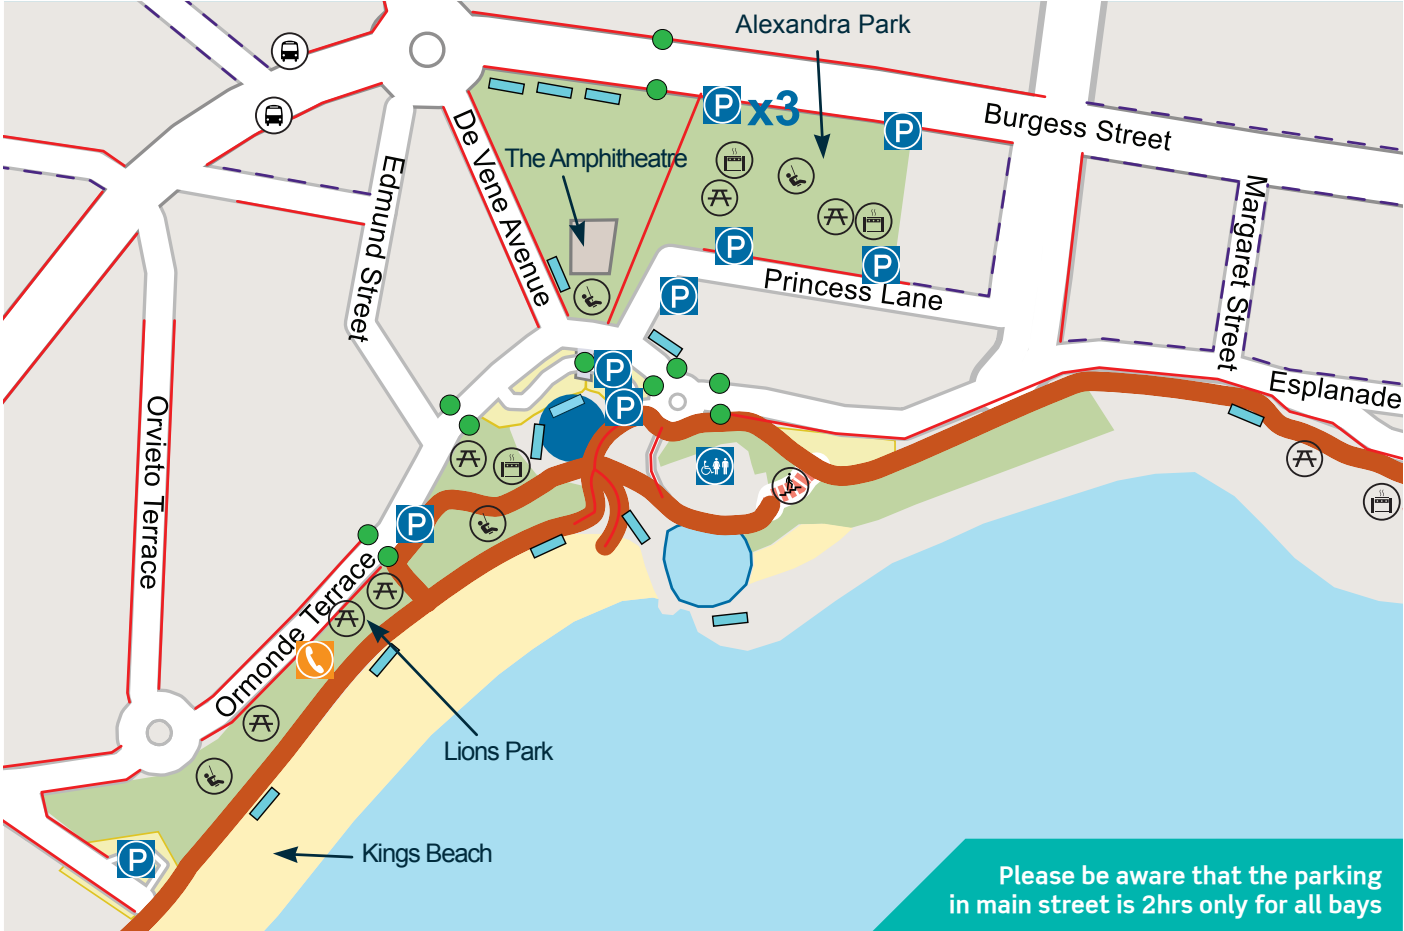 Alexandra Park
P x3
P
Burgess Street
De Vene Avenue
The Amphitheatre
Edmund Street
Margaret Street
P
P
Princess Lane
P
P
P
Esplanade
Orvieto Terrace
P
Ormonde Terrace
Lions Park
P
Kings Beach
Please be aware that the parking
in main street is 2hrs only for all bays